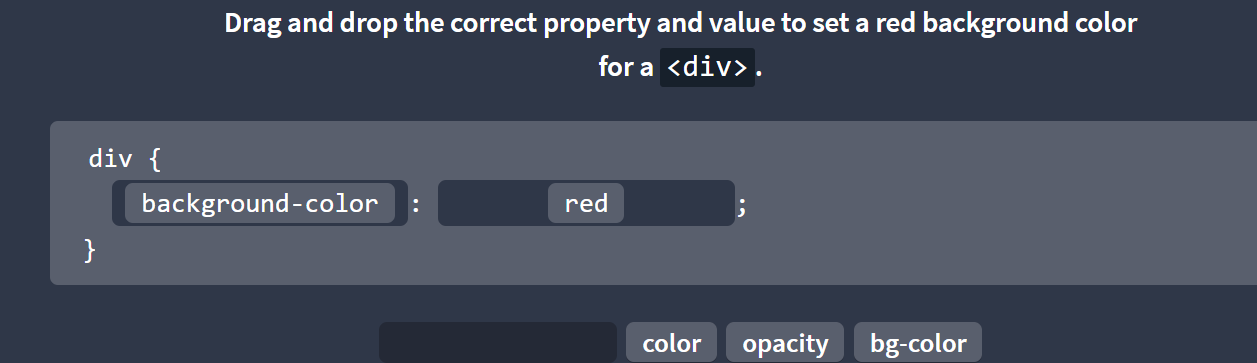 Drag and drop the correct property and value to set a red background color
for a <div>.
div {
background-color : red ;
}
color opacity bg-color